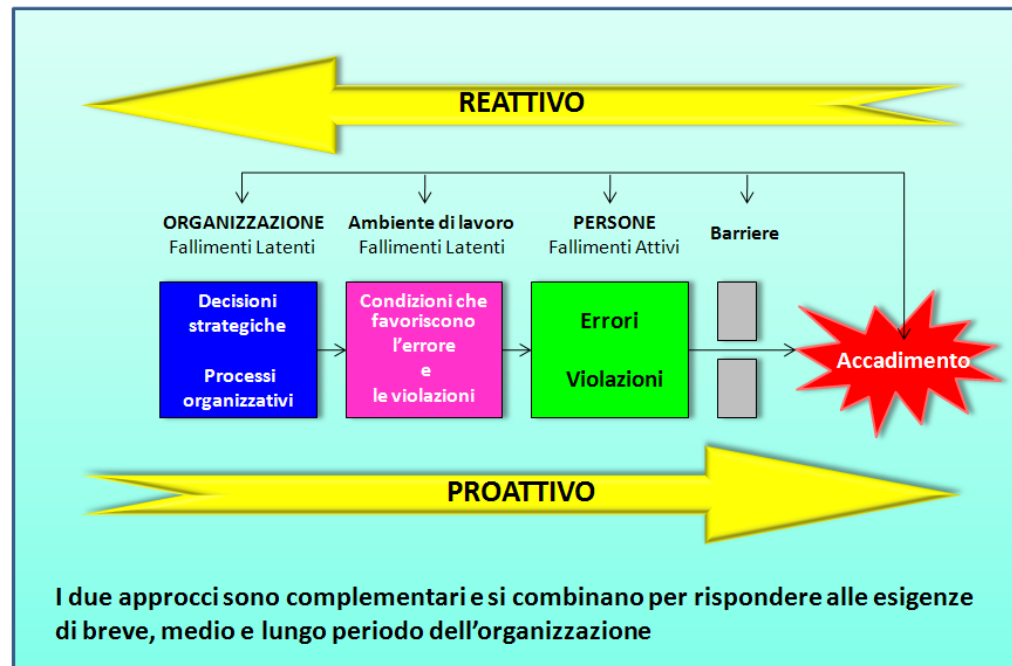 REATTIVO
ORGANIZZAZIONE
Fallimenti Latenti
Ambiente di lavoro
Fallimenti Latenti
PERSONE
Fallimenti Attivi
Barriere
Decisioni
strategiche
Processi
organizzativi
Condizioni che
favoriscono
l'errore
e
le violazioni
Errori
Violazioni
Accadimento
PROATTIVO
I due approcci sono complementari e si combinano per rispondere alle esigenze
di breve, medio e lungo periodo dell'organizzazione